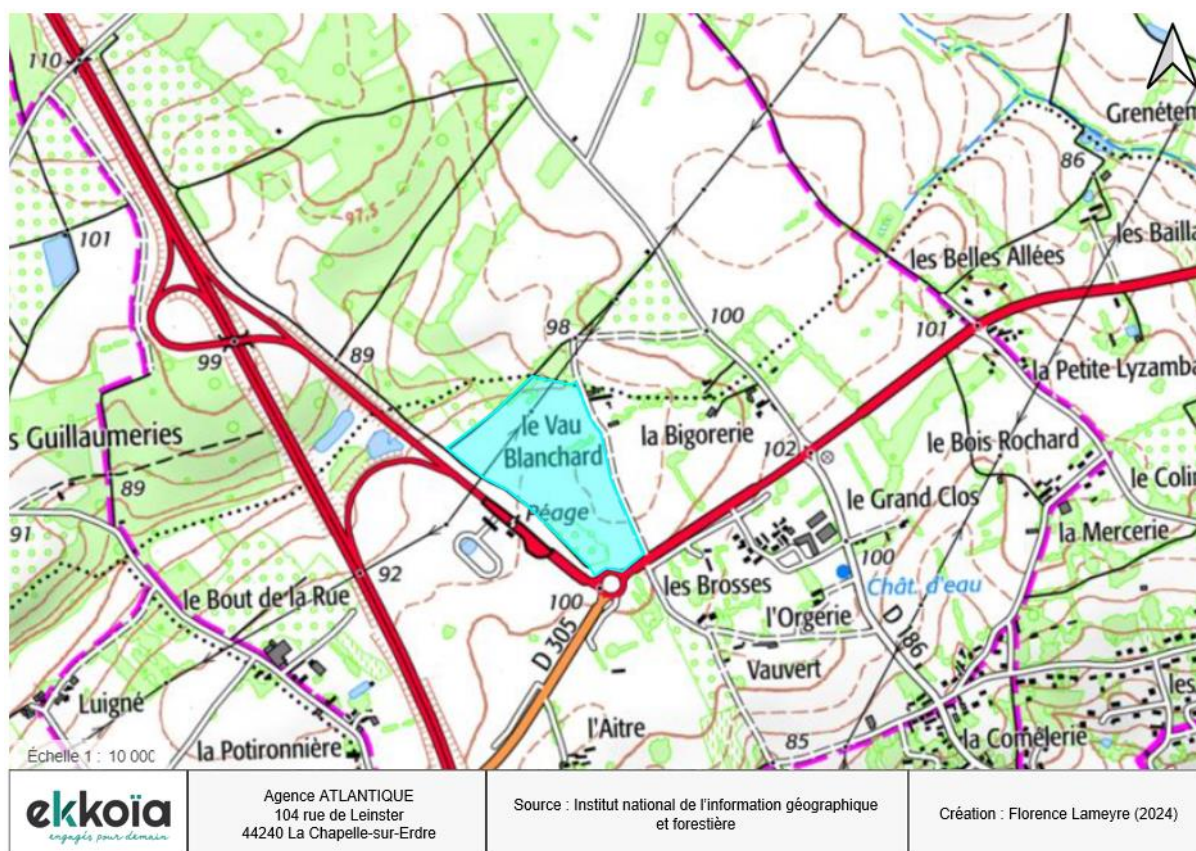 110
Grenéten
86
97,5
101
les Bailla
les Belles Allées
98
100
101
99
89
la Petite Lyzamba
le Vau
Blanchard
s Guillaumeries
la Bigorerie
102
le Bois Rochard
89
le Colin
le Grand Clos
Péage
la Mercerie
91
100
92
les Brosses
Chât. d'eau
le Bout de la Rue
100
l'Orgerie
D 305
D 186
Vauvert
Luigné
les
l'Aitre
la Potironnière
85
la Comèlerie
Échelle 1 : 10 000
ekkoïa
engagés pour demain
Agence ATLANTIQUE
104 rue de Leinster
44240 La Chapelle-sur-Erdre
Source : Institut national de l'information géographique
et forestière
Création : Florence Lameyre (2024)